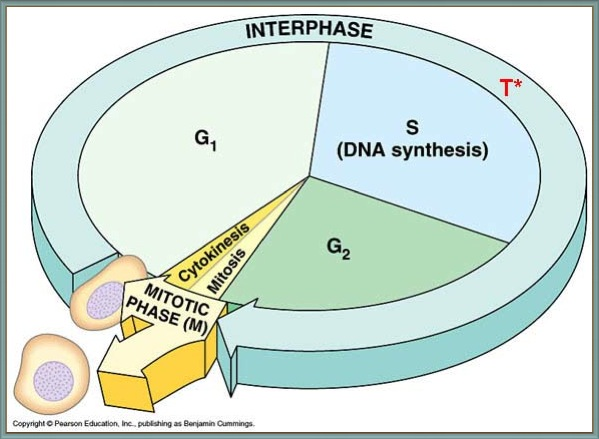 INTERPHASE
T*
G1
S
(DNA synthesis)
G2
Cytokinesis
Mitosis
MITOTIC
PHASE (M)
Copyright © Pearson Education, Inc., publishing as Benjamin Cummings.